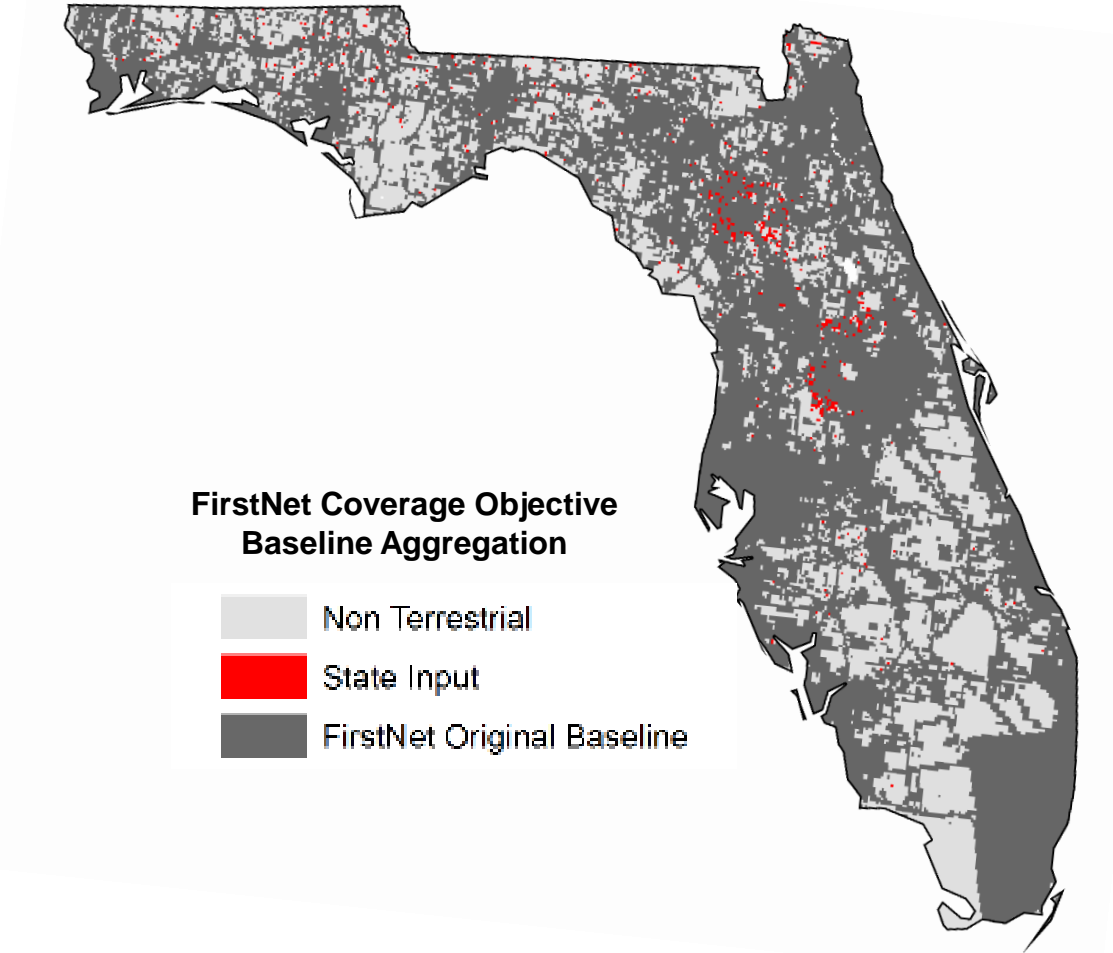 FirstNet Coverage Objective
Baseline Aggregation
Non Terrestrial
State Input
FirstNet Original Baseline